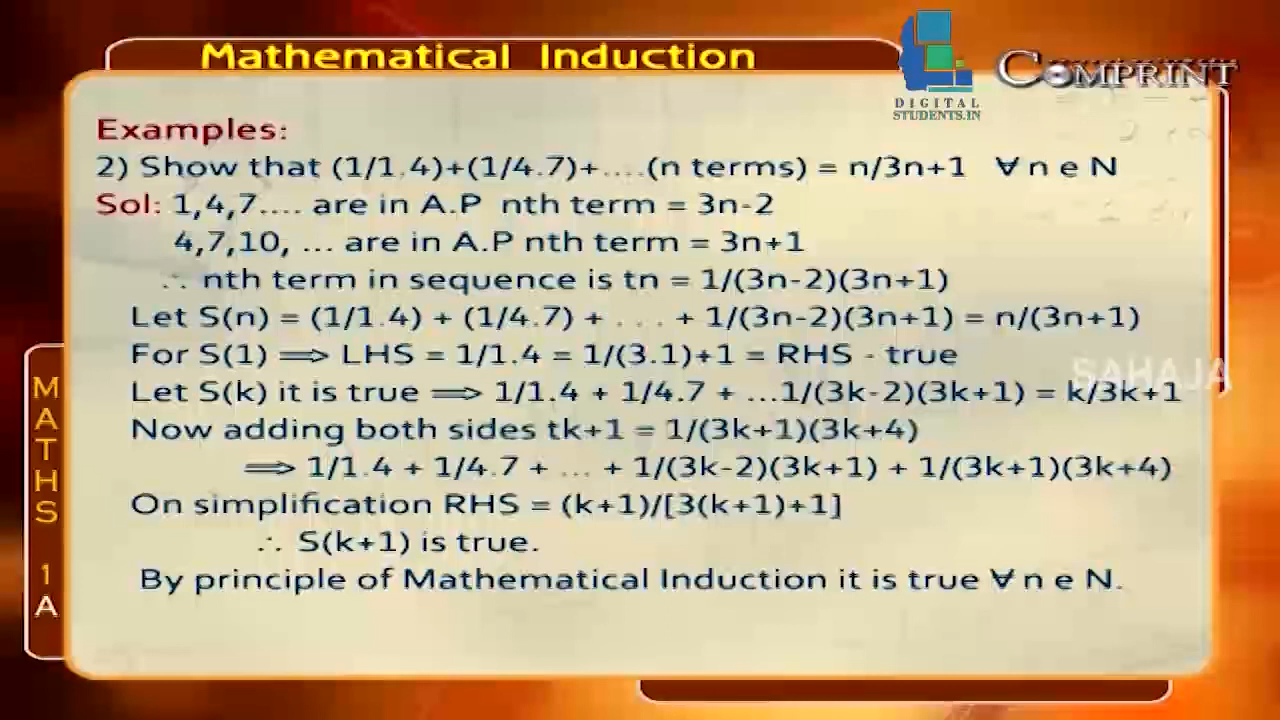 Mathematical Induction
DIGITAL
STUDENTS.IN
COMPRINT
Examples:
2) Show that (1/1.4)+(1/4.7)+....(n terms) = n/3n+1 ∀ n e N
Sol: 1,4,7.... are in A.P nth term = 3n-2
4,7,10, ... are in A.P nth term = 3n+1
∴ nth term in sequence is tn = 1/(3n-2)(3n+1)
Let S(n) = (1/1.4) + (1/4.7) + . . . . + 1/(3n-2)(3n+1) = n/(3n+1)
For S(1) ⟹ LHS = 1/1.4 = 1/(3.1)+1 = RHS - true
Let S(k) it is true ⟹ 1/1.4 + 1/4.7 + ...1/(3k-2)(3k+1) = k/3k+1
Now adding both sides tk+1 = 1/(3k+1)(3k+4)
⟹ 1/1.4 + 1/4.7 + ... + 1/(3k-2)(3k+1) + 1/(3k+1)(3k+4)
On simplification RHS = (k+1)/[3(k+1)+1]
∴ S(k+1) is true.
By principle of Mathematical Induction it is true ∀ n e N.
SAHAJA
MATHS 1A